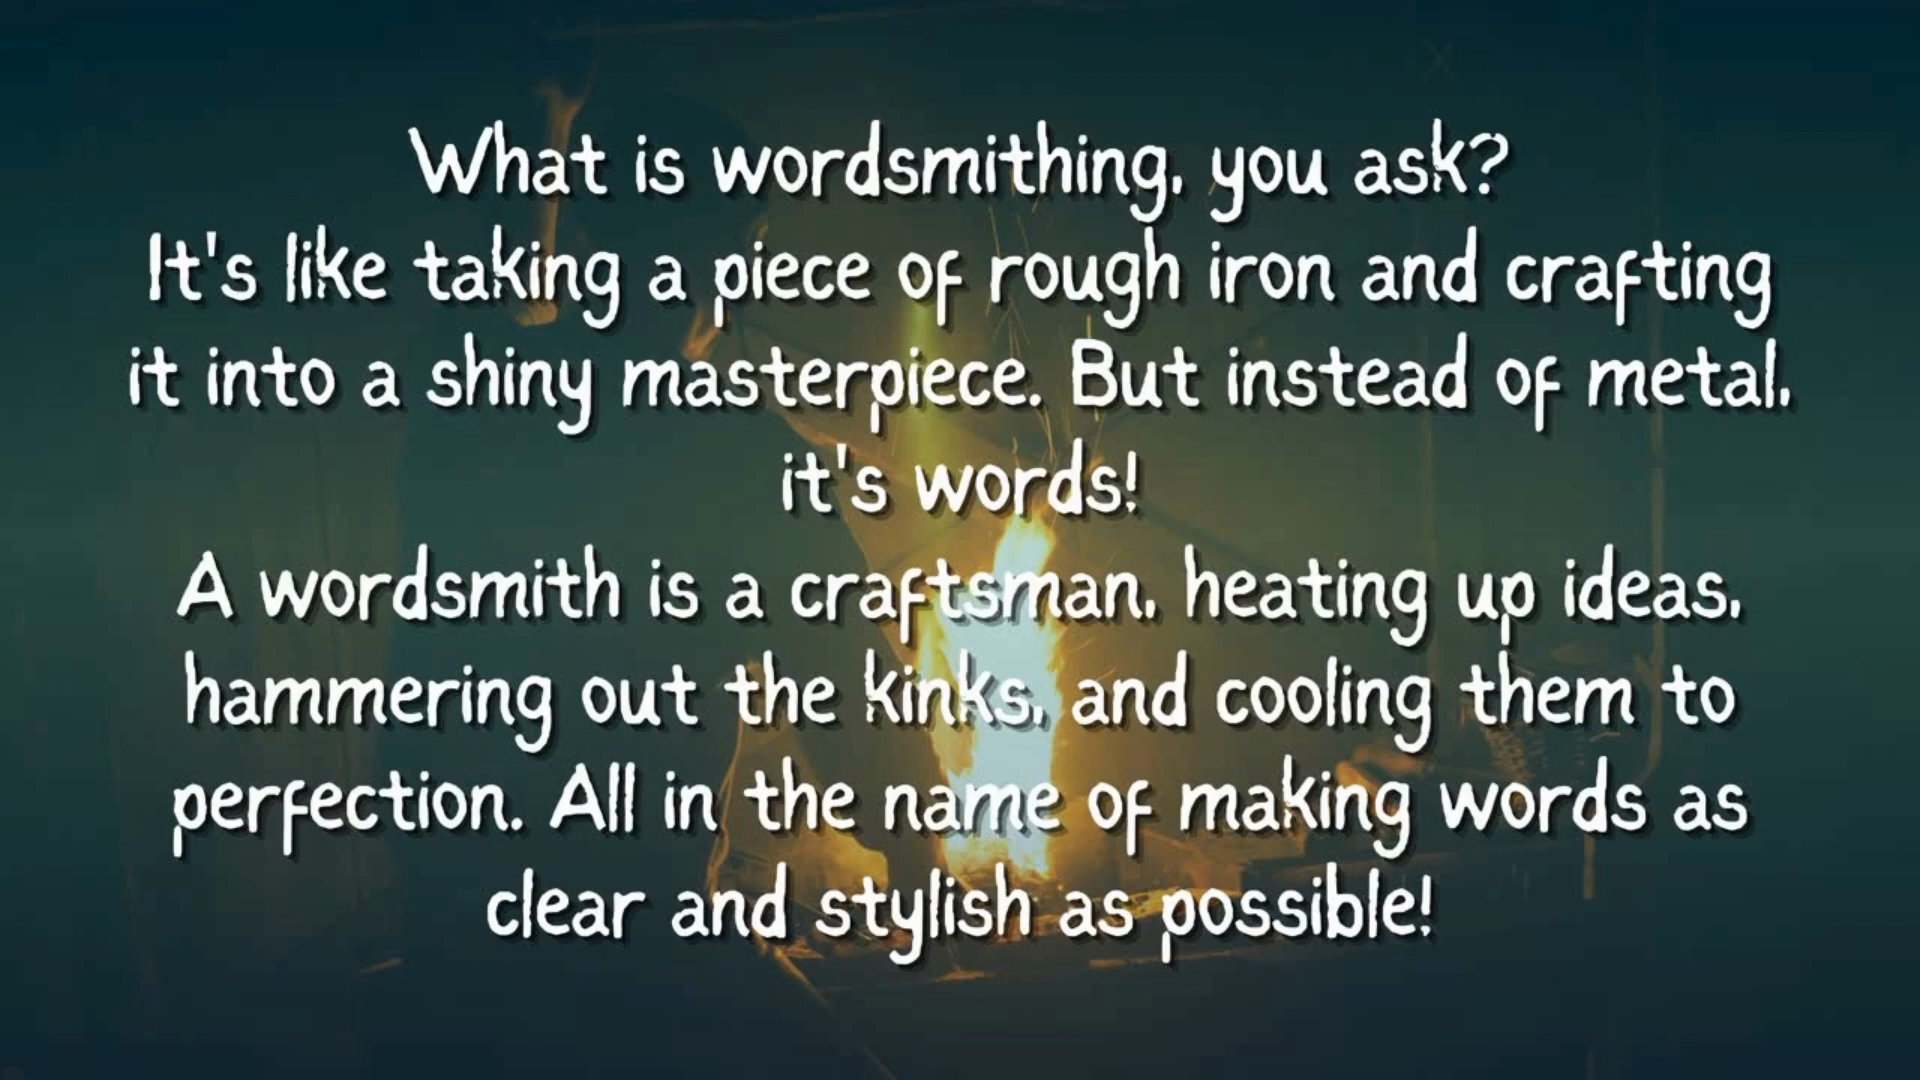 What is wordsmithing, you ask?
It's like taking a piece of rough iron and crafting
it into a shiny masterpiece. But instead of metal,
it's words!
A wordsmith is a craftsman, heating up ideas,
hammering out the kinks, and cooling them to
perfection. All in the name of making words as
clear and stylish as possible!